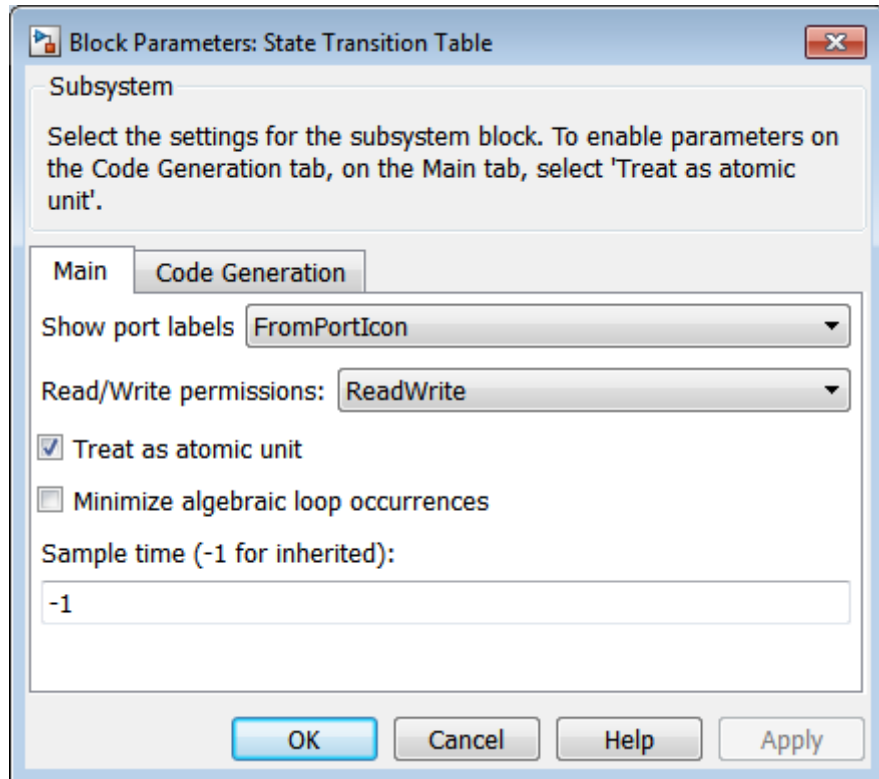 Block Parameters: State Transition Table
Subsystem
Select the settings for the subsystem block. To enable parameters on
the Code Generation tab, on the Main tab, select 'Treat as atomic
unit'.
Main Code Generation
Show port labels FromPortIcon
Read/Write permissions: ReadWrite
Treat as atomic unit
Minimize algebraic loop occurrences
Sample time (-1 for inherited):
-1
OK Cancel Help Apply